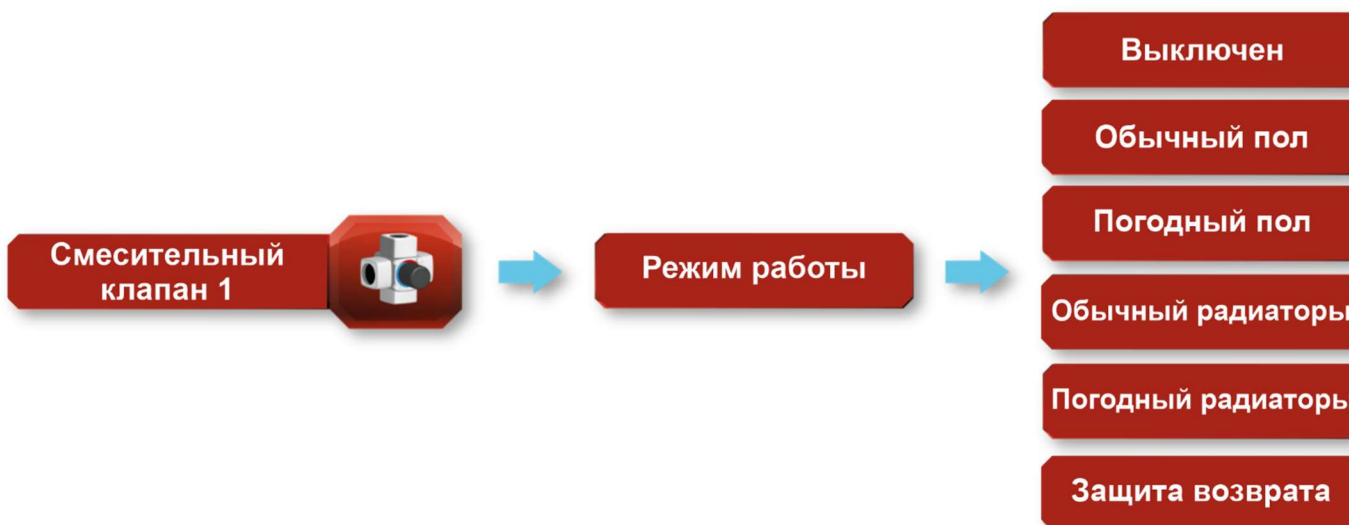 Выключен
Обычный пол
Погодный пол
Смесительный
клапан 1
Режим работы
Обычный радиаторы
Погодный радиаторы
Защита возврата